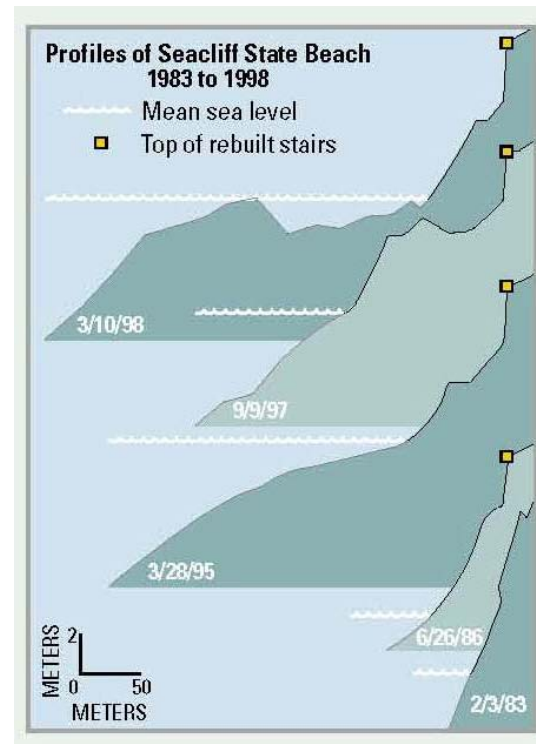 Profiles of Seacliff State Beach
1983 to 1998
Mean sea level
Top of rebuilt stairs
3/10/98
9/9/97
3/28/95
6/26/86
2/3/83
METERS
2
0 50
METERS